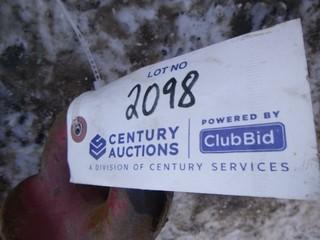 LOT NO
2098
CENTURY
AUCTIONS
POWERED BY
ClubBid
A DIVISION OF CENTURY SERVICES